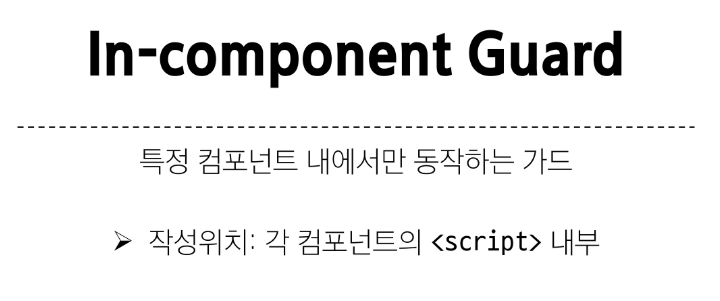 In-component Guard
특정 컴포넌트 내에서만 동작하는 가드
➢ 작성위치: 각 컴포넌트의 <script> 내부